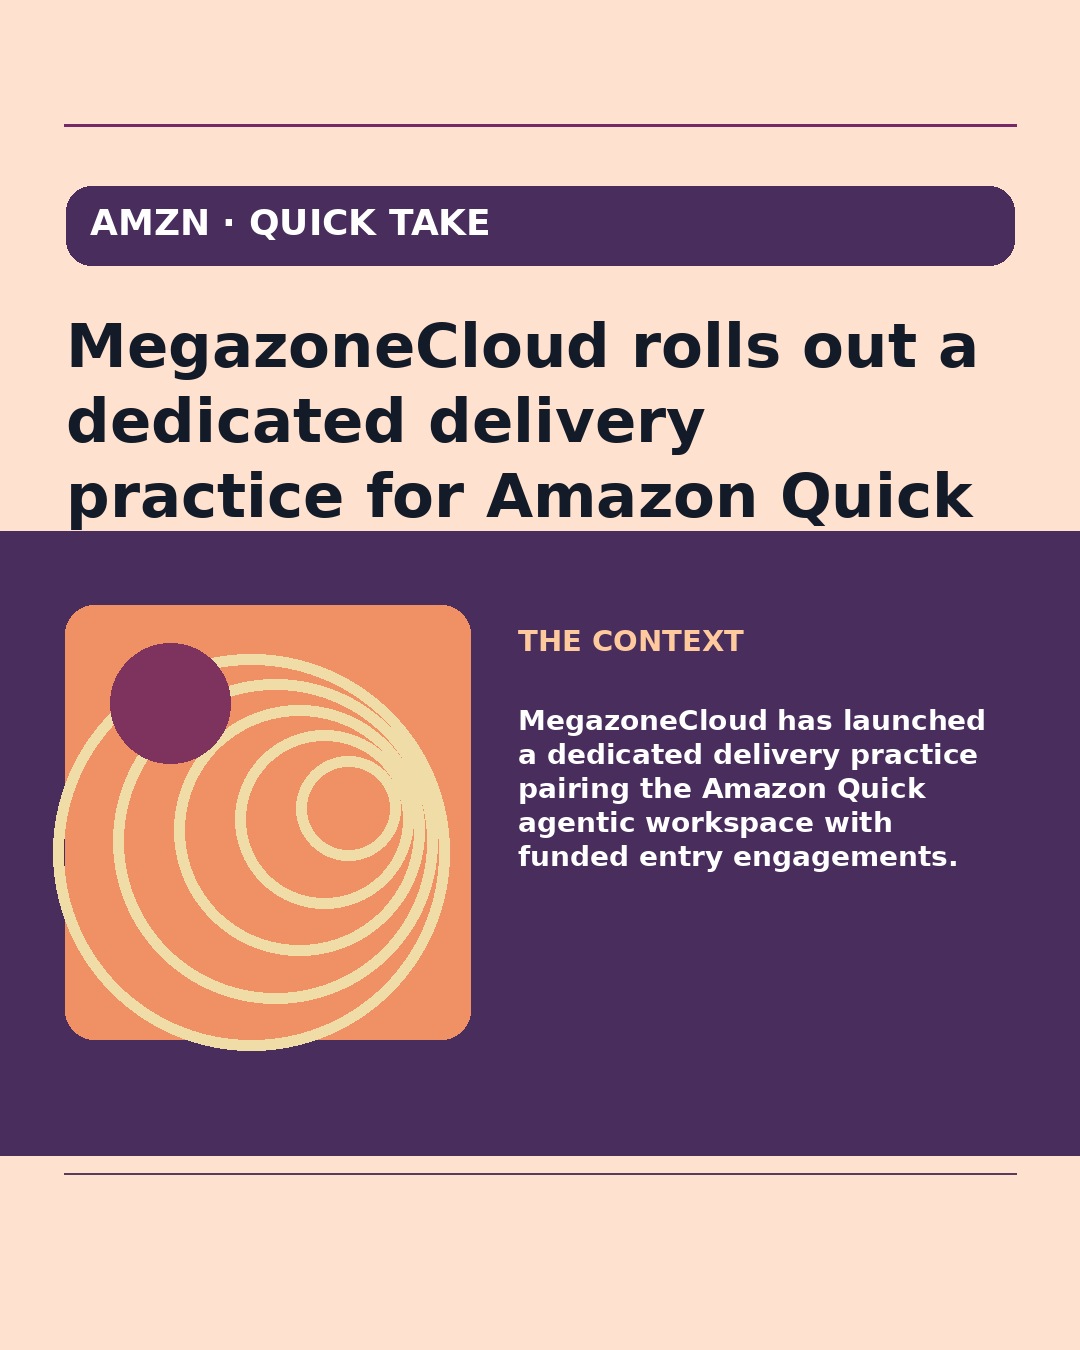 AMZN · QUICK TAKE
MegazoneCloud rolls out a
dedicated delivery
practice for Amazon Quick
THE CONTEXT
MegazoneCloud has launched
a dedicated delivery practice
pairing the Amazon Quick
agentic workspace with
funded entry engagements.